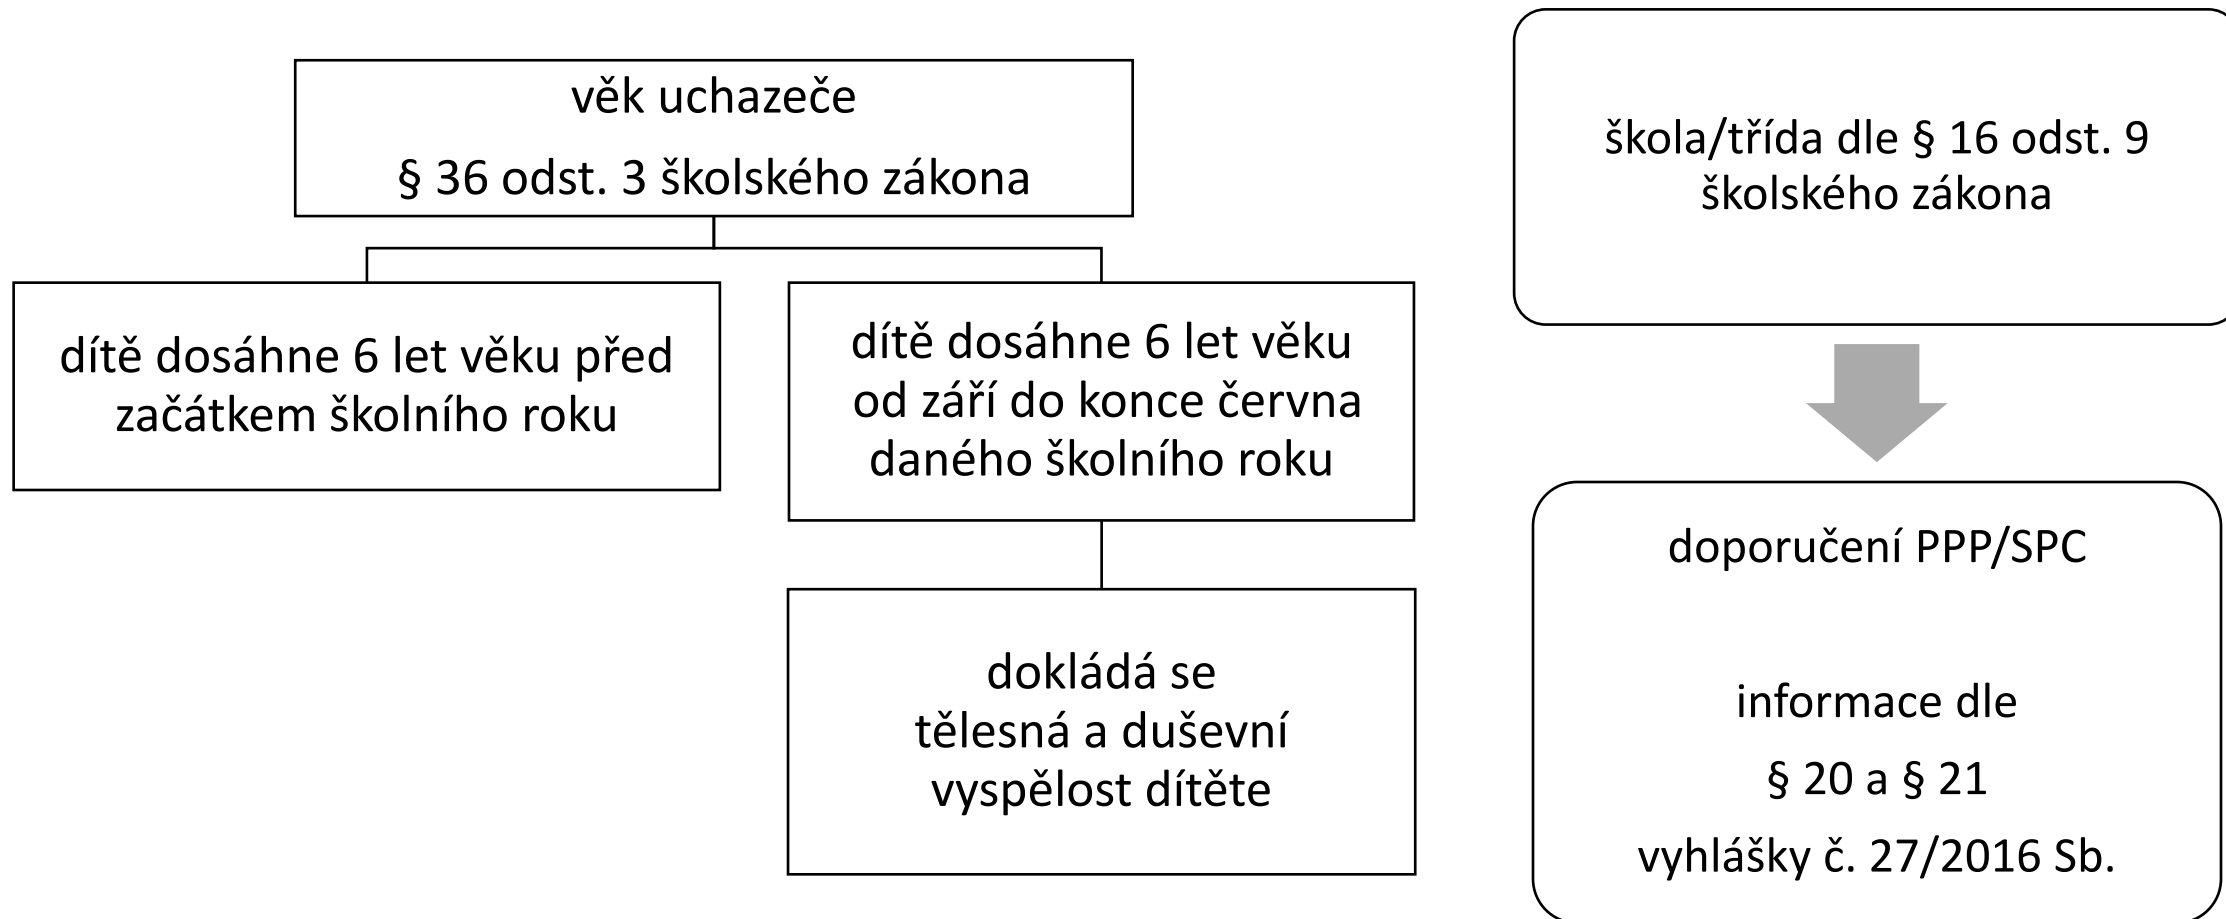 věk uchazeče
§ 36 odst. 3 školského zákona
dítě dosáhne 6 let věku před
začátkem školního roku
dítě dosáhne 6 let věku
od září do konce června
daného školního roku
dokládá se
tělesná a duševní
vyspělost dítěte
škola/třída dle § 16 odst. 9
školského zákona
doporučení PPP/SPC
informace dle
§ 20 a § 21
vyhlášky č. 27/2016 Sb.